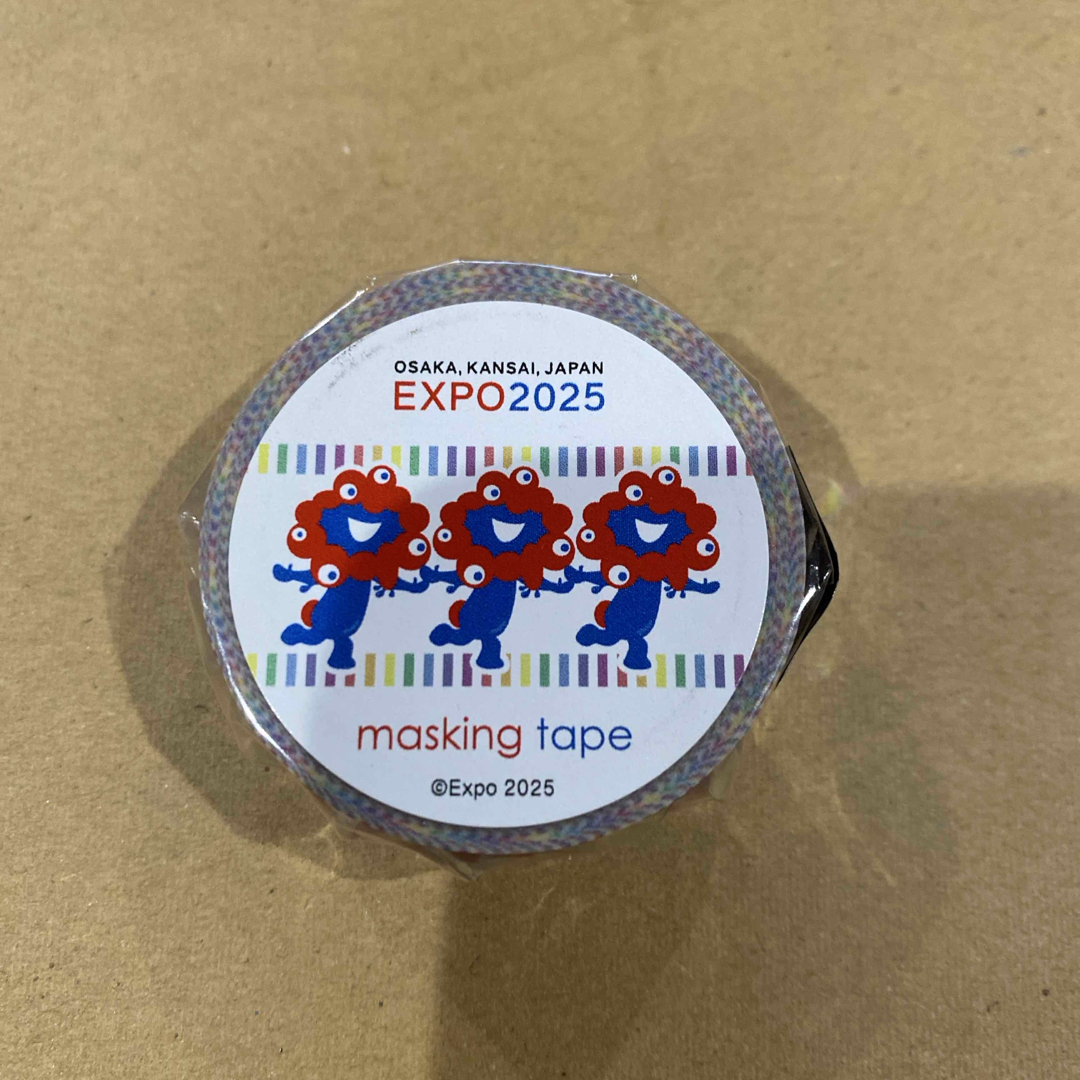 OSAKA, KANSAI, JAPAN
EXPO2025
masking tape
©Expo 2025